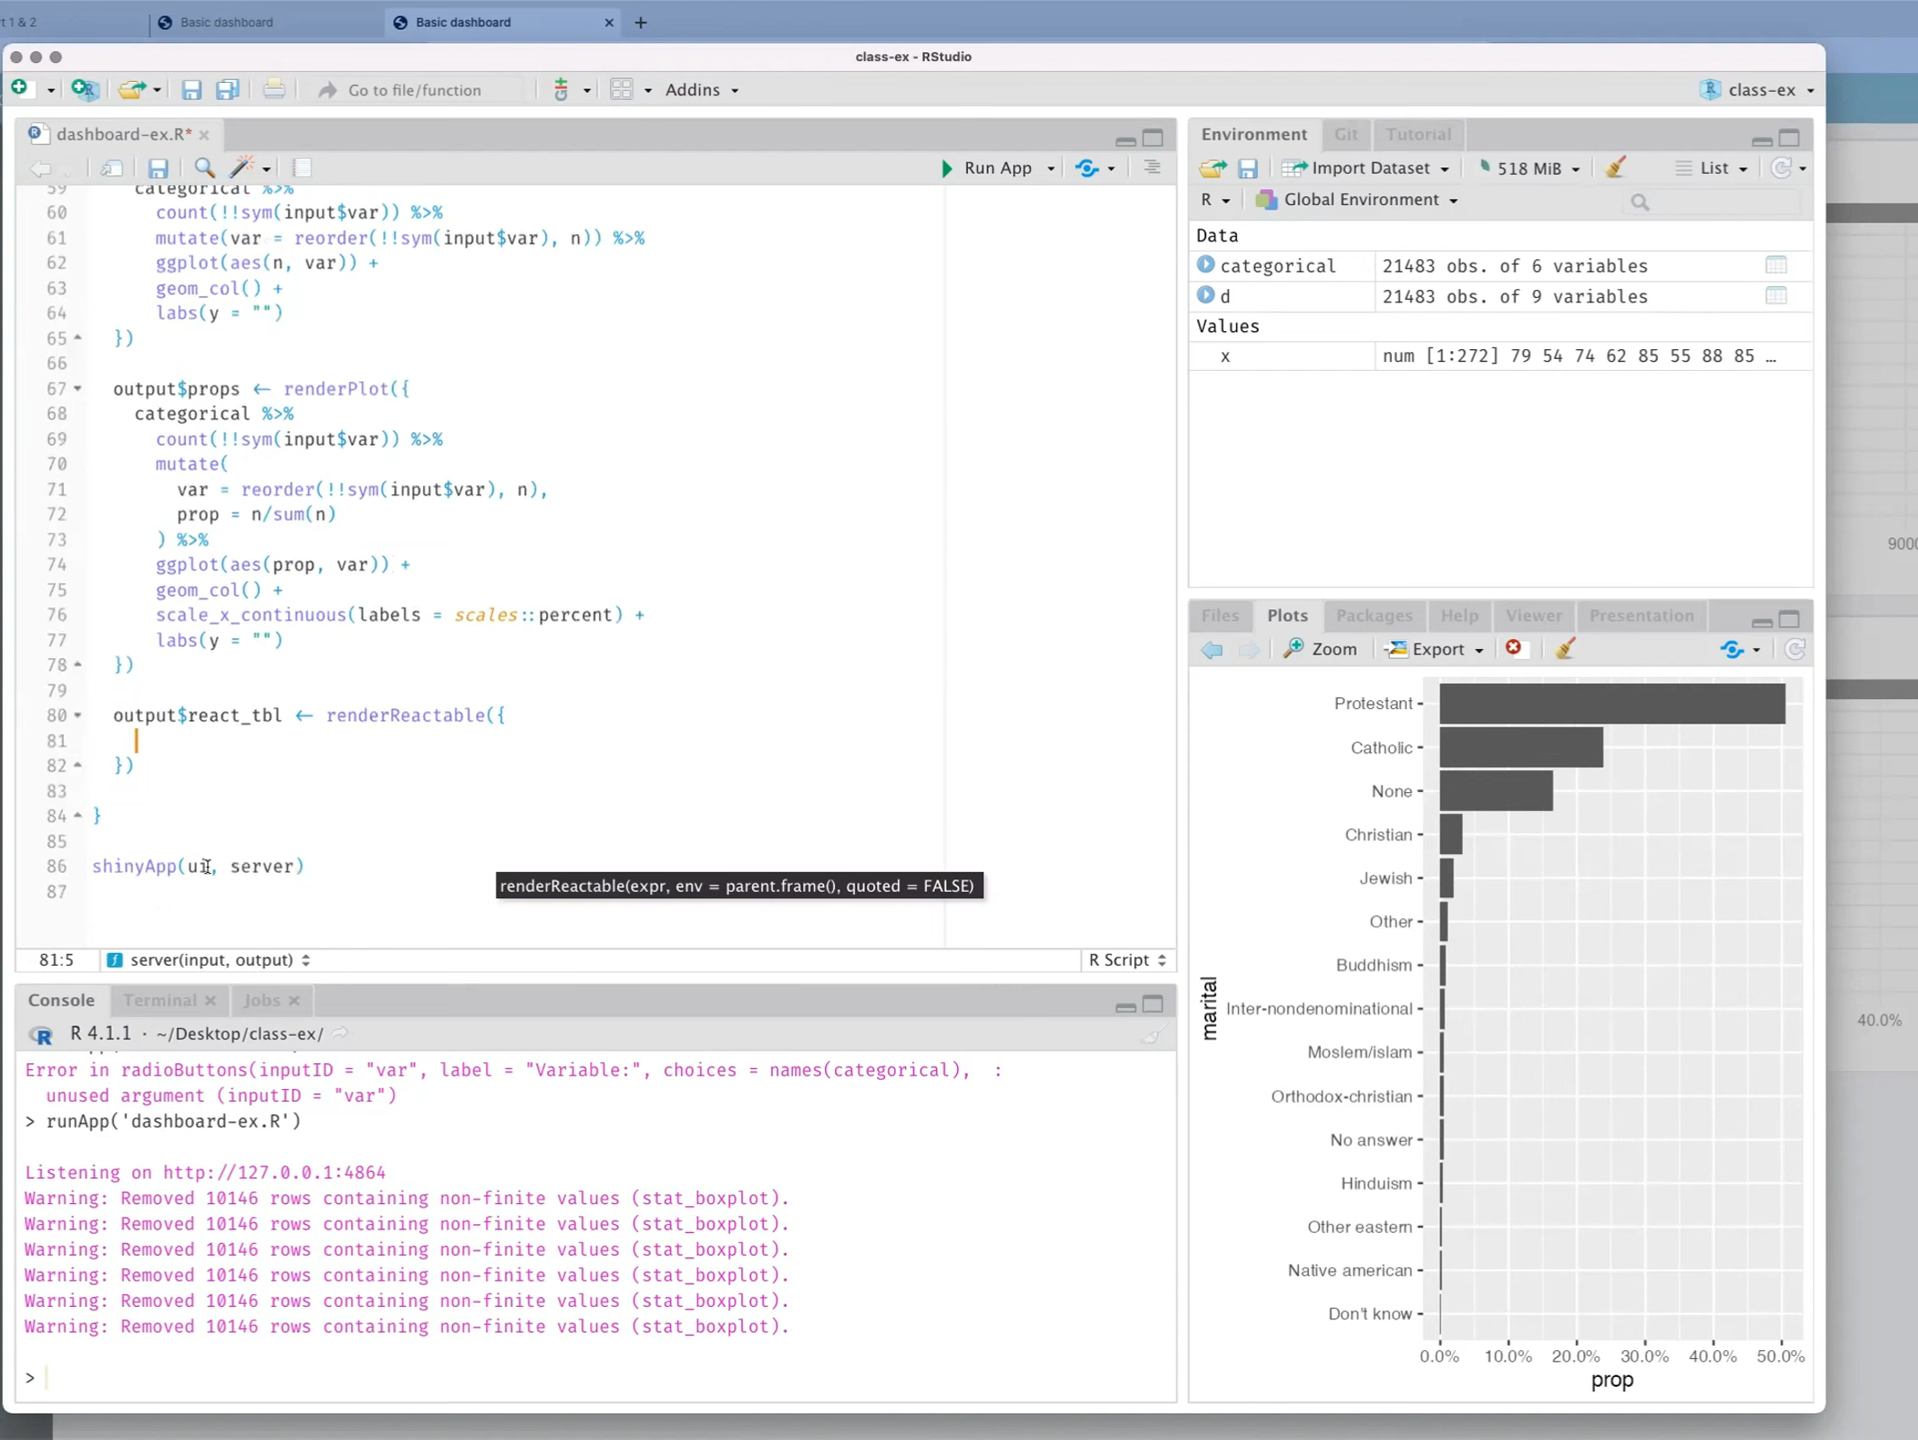 t 1 & 2
Basic dashboard
Basic dashboard × +
class-ex - RStudio
Go to file/function
Addins
class-ex
dashboard-ex.R* ×
Run App
59 categorical %>%
60 count(!!sym(input$var)) %>%
61 mutate(var = reorder(!!sym(input$var), n)) %>%
62 ggplot(aes(n, var)) +
63 geom_col() +
64 labs(y = "")
65 })
66
67 output$props ← renderPlot({
68 categorical %>%
69 count(!!sym(input$var)) %>%
70 mutate(
71 var = reorder(!!sym(input$var), n),
72 prop = n/sum(n)
73 ) %>%
74 ggplot(aes(prop, var)) +
75 geom_col() +
76 scale_x_continuous(labels = scales::percent) +
77 labs(y = "")
78 })
79
80 output$react_tbl ← renderReactable({
81
82 })
83
84 }
85
86 shinyApp(ui, server)
87
renderReactable(expr, env = parent.frame(), quoted = FALSE)
81:5 server(input, output) R Script
Console Terminal × Jobs ×
R 4.1.1 · ~/Desktop/class-ex/
Error in radioButtons(inputID = "var", label = "Variable:", choices = names(categorical), :
unused argument (inputID = "var")
> runApp('dashboard-ex.R')
Listening on http://127.0.0.1:4864
Warning: Removed 10146 rows containing non-finite values (stat_boxplot).
Warning: Removed 10146 rows containing non-finite values (stat_boxplot).
Warning: Removed 10146 rows containing non-finite values (stat_boxplot).
Warning: Removed 10146 rows containing non-finite values (stat_boxplot).
Warning: Removed 10146 rows containing non-finite values (stat_boxplot).
Warning: Removed 10146 rows containing non-finite values (stat_boxplot).
>
Environment Git Tutorial
Import Dataset 518 MiB List
R Global Environment
Data
categorical 21483 obs. of 6 variables
d 21483 obs. of 9 variables
Values
x num [1:272] 79 54 74 62 85 55 88 85 …
Files Plots Packages Help Viewer Presentation
Zoom Export
Protestant
Catholic
None
Christian
Jewish
Other
Buddhism
Inter-nondenominational
Moslem/islam
Orthodox-christian
No answer
Hinduism
Other eastern
Native american
Don't know
marital
0.0% 10.0% 20.0% 30.0% 40.0% 50.0%
prop
9000
40.0%